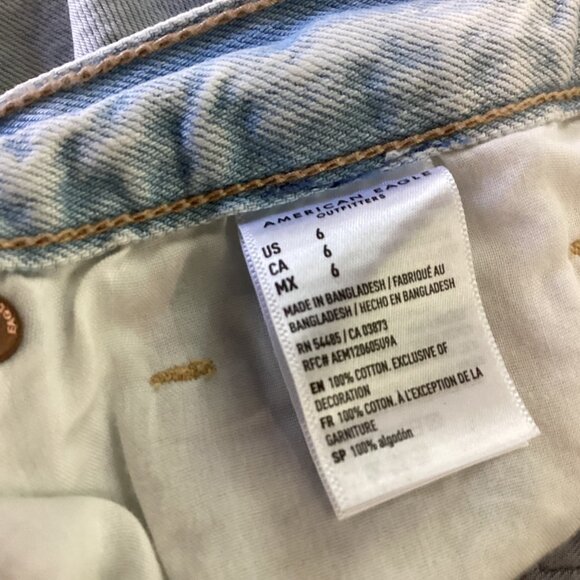 AMERICAN EAGLE
OUTFITTERS
US 6
CA 6
MX 6
MADE IN BANGLADESH / FABRIQUÉ AU
BANGLADESH / HECHO EN BANGLADESH
RN 54485 / CA 03873
RFC# AEM120605U9A
EN 100% COTTON. EXCLUSIVE OF
DECORATION
FR 100% COTON. À L'EXCEPTION DE LA
GARNITURE
SP 100% algodón